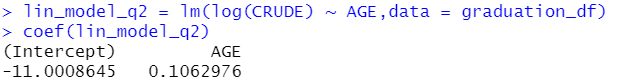 > lin_model_q2 = lm(log(CRUDE) ~ AGE,data = graduation_df)
> coef(lin_model_q2)
(Intercept)         AGE
-11.0008645   0.1062976